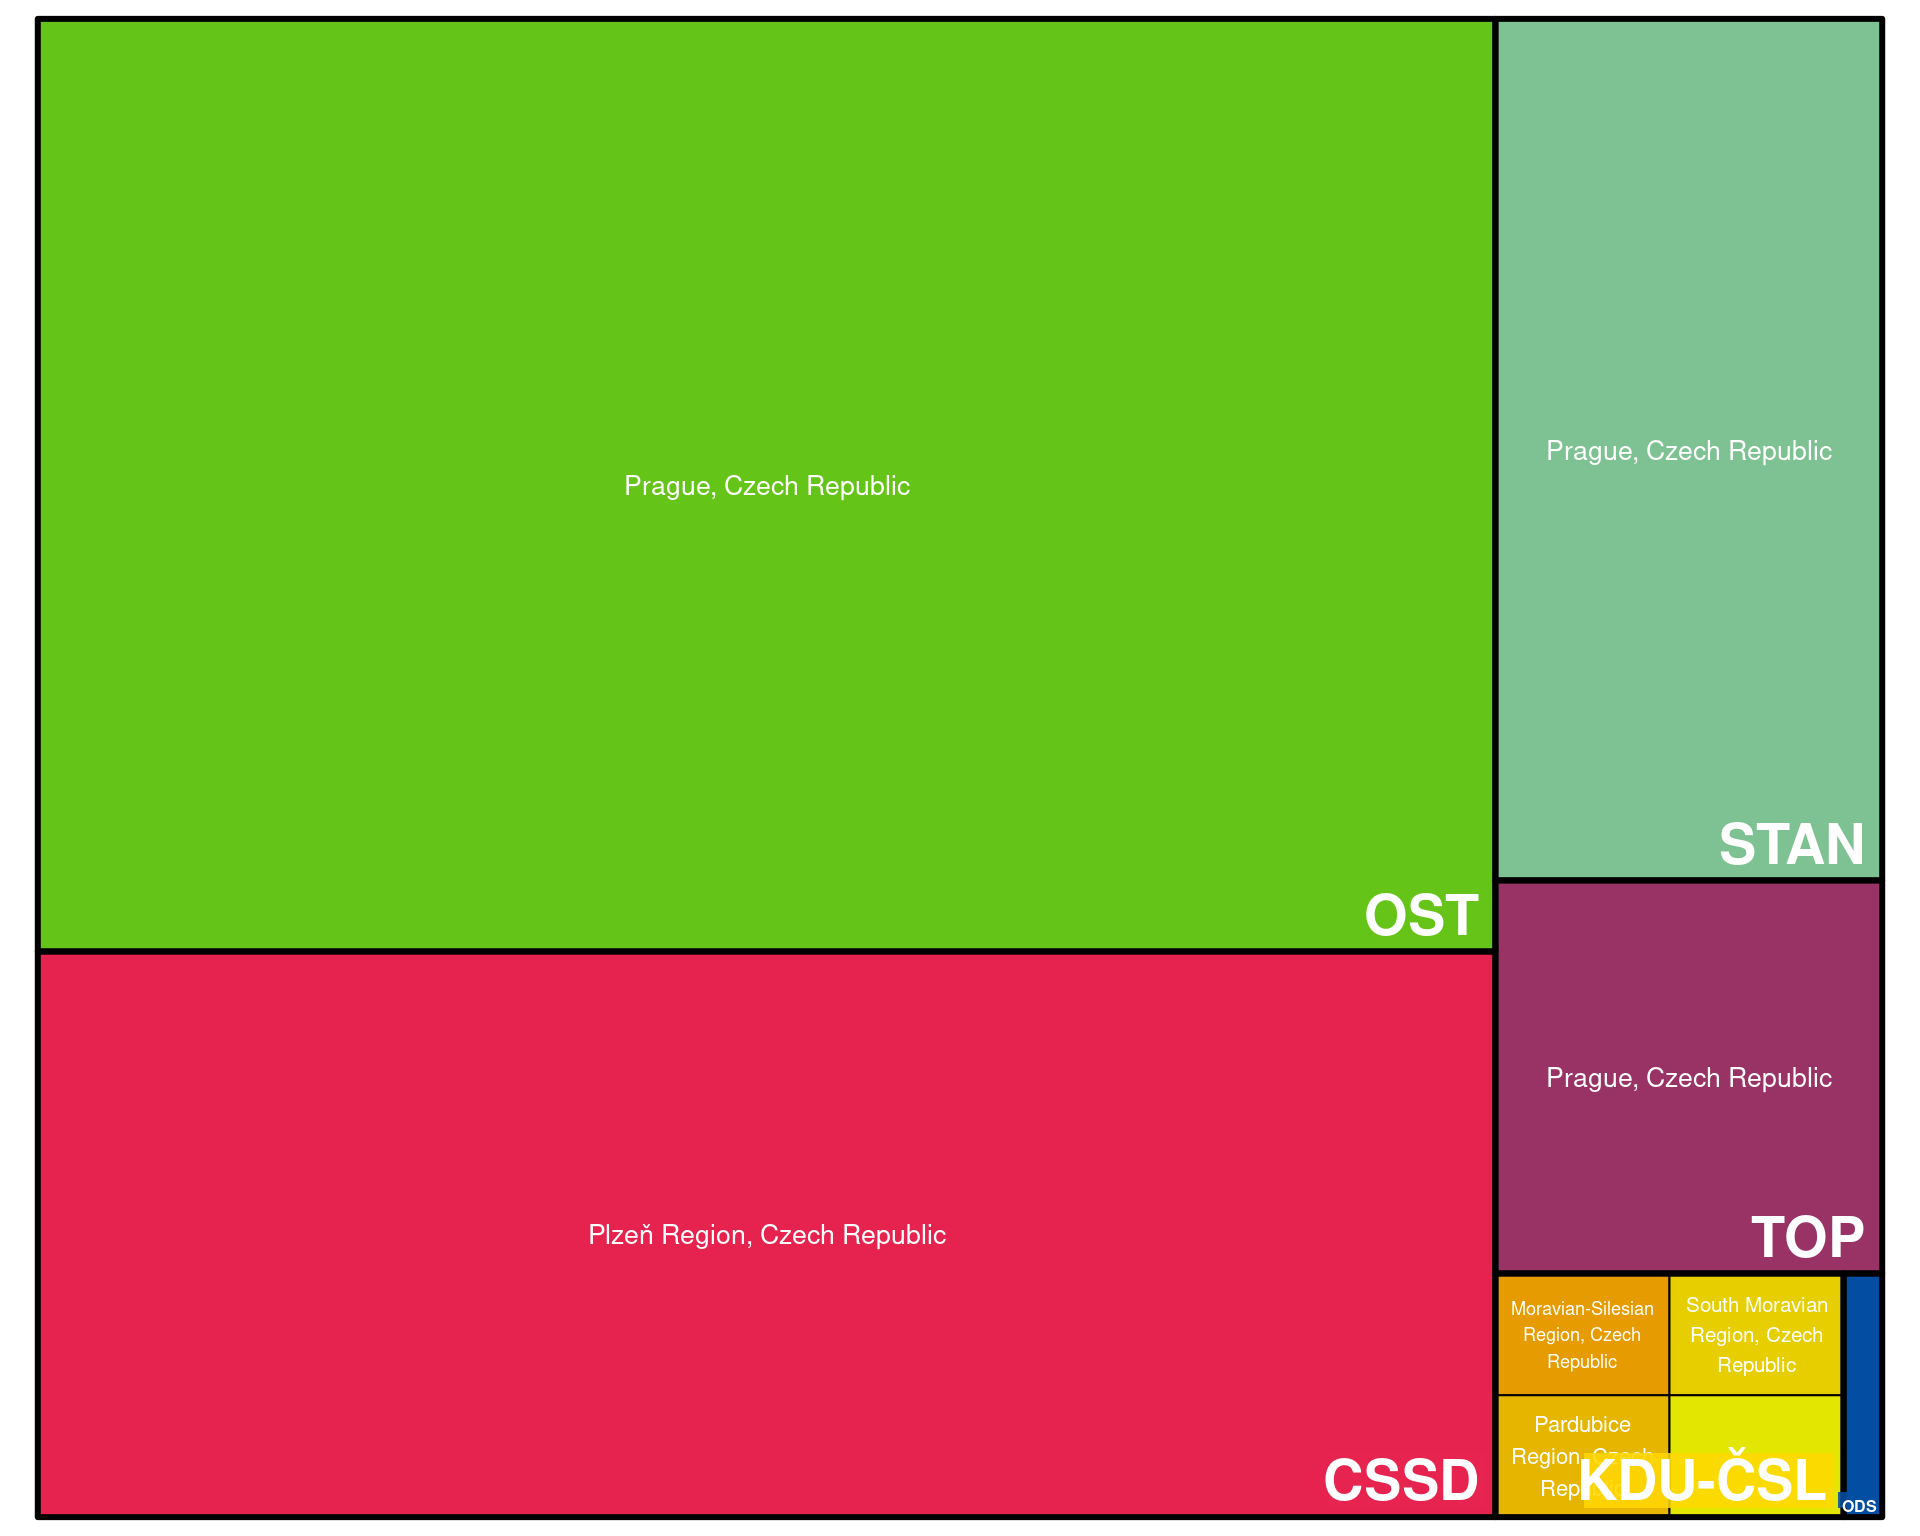 Prague, Czech Republic
OST
Plzeň Region, Czech Republic
CSSD
Prague, Czech Republic
STAN
Prague, Czech Republic
TOP
Moravian-Silesian
Region, Czech
Republic
South Moravian
Region, Czech
Republic
Pardubice
Region, Czech
KDU-ČSL
ODS